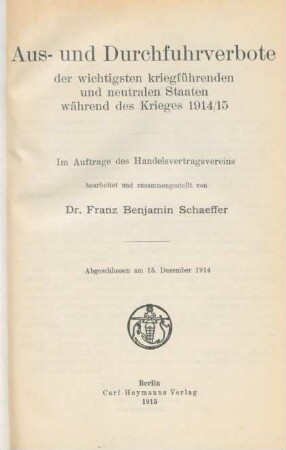 Aus- und Durchfuhrverbote
der wichtigsten kriegführenden
und neutralen Staaten
während des Krieges 1914/15
Im Auftrage des Handelsvertragsvereins
bearbeitet und zusammengestellt von
Dr. Franz Benjamin Schaeffer
Abgeschlossen am 15. Dezember 1914
Berlin
Carl Heymanns Verlag
1915